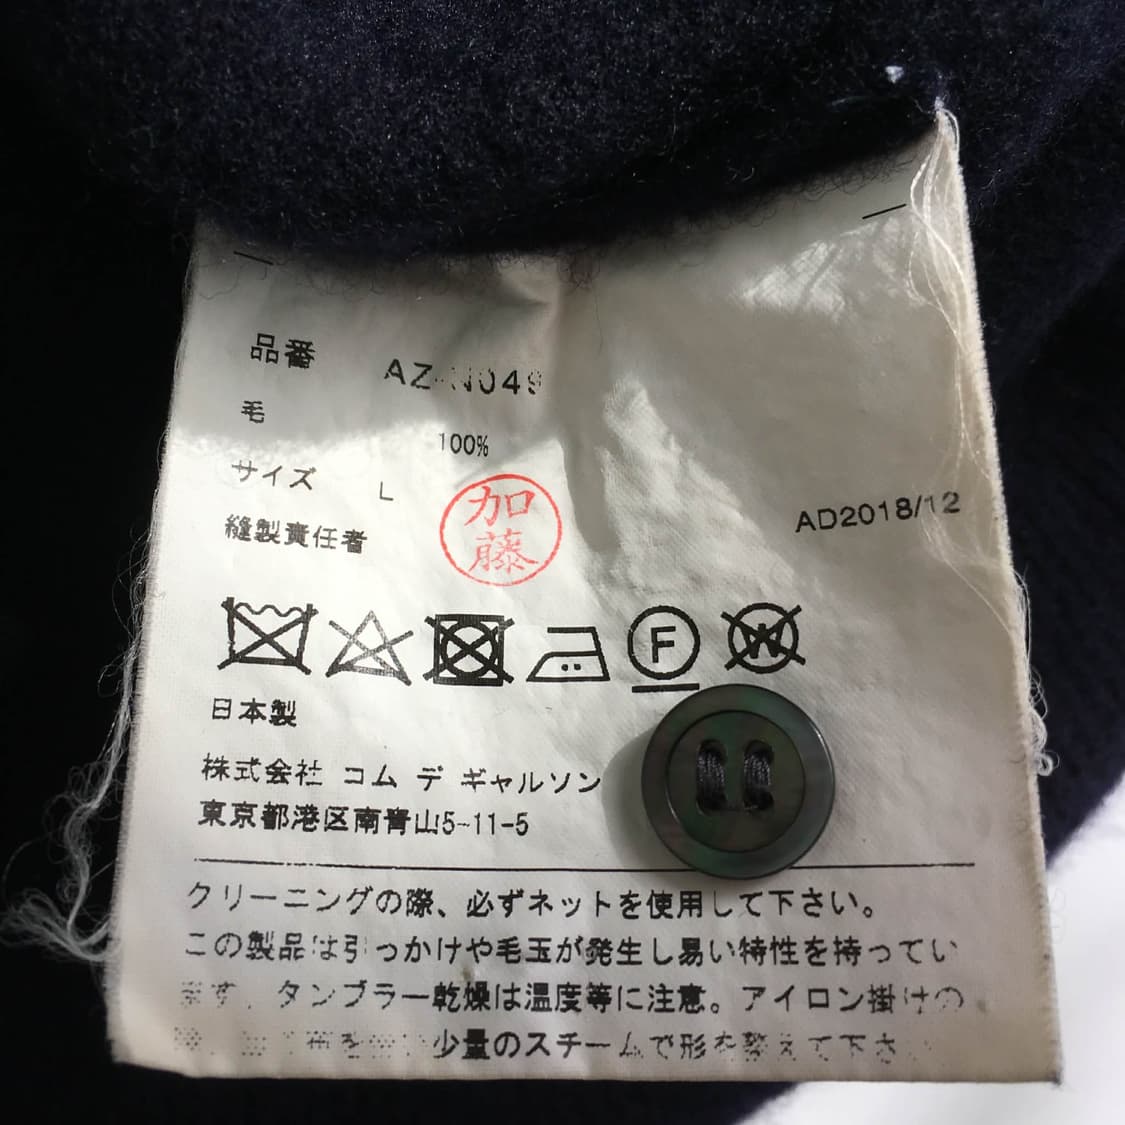 品番 AZ-N049
毛
100%
サイズ L
縫製責任者 加藤
AD2018/12
F
W
日本製
株式会社 コム デ ギャルソン
東京都港区南青山5-11-5
クリーニングの際、必ずネットを使用して下さい。
この製品は引っかけや毛玉が発生し易い特性を持ってい
ます。タンブラー乾燥は温度等に注意。アイロン掛けの
少量のスチームで形を整えて下さ